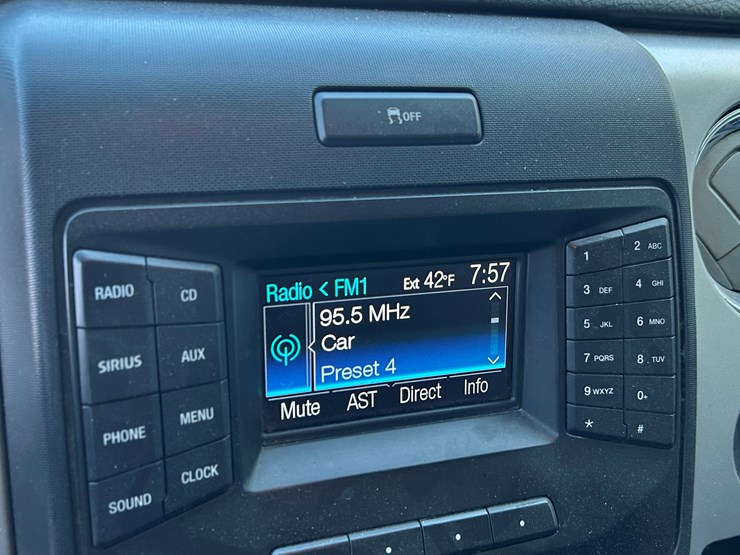 OFF
RADIO
CD
SIRIUS
AUX
PHONE
MENU
SOUND
CLOCK
Radio < FM1 Ext 42°F 7:57
95.5 MHz
Car
Preset 4
Mute AST Direct Info
1 2 ABC
3 DEF 4 GHI
5 JKL 6 MNO
7 PQRS 8 TUV
9 WXYZ 0+
* #